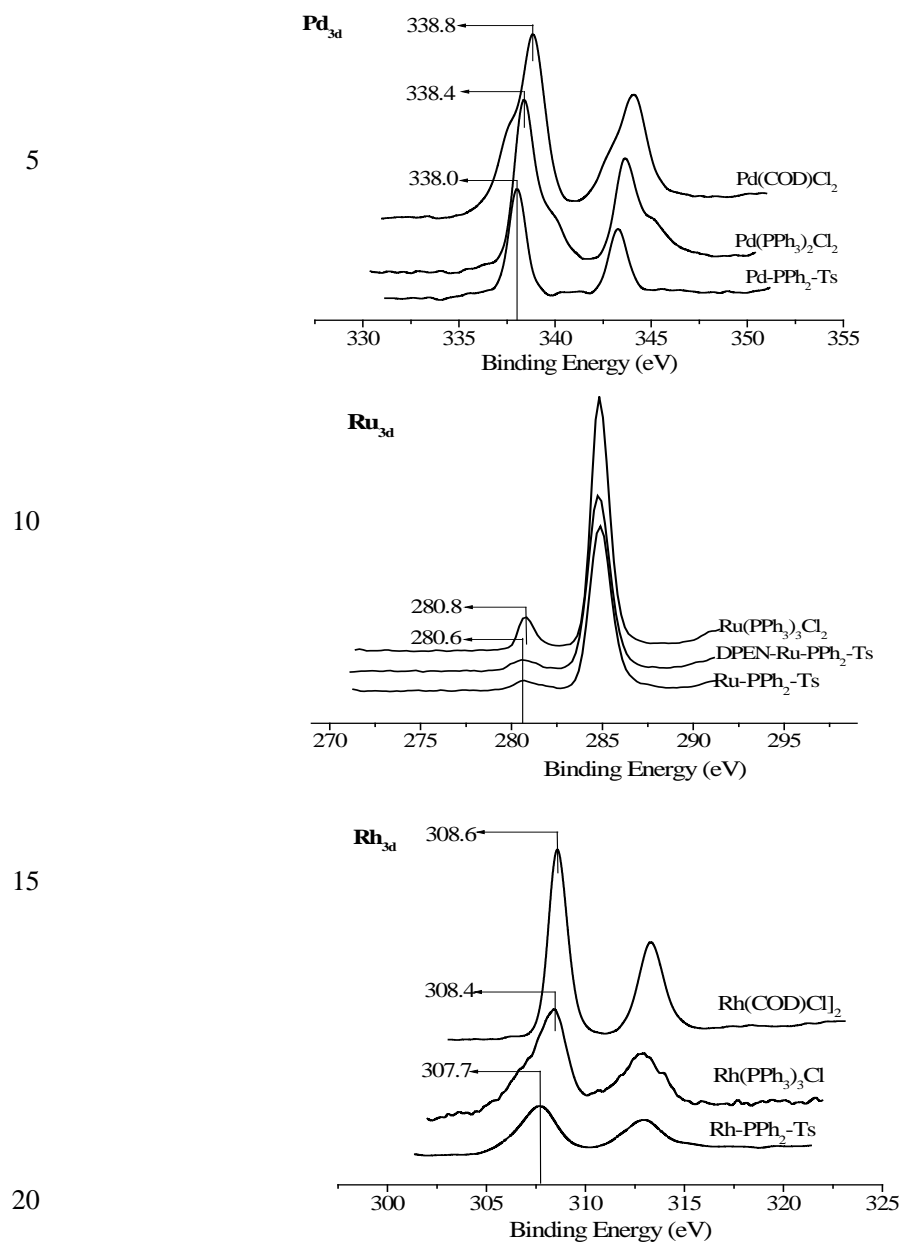 Pd3d
338.8
338.4
338.0
5
Pd(COD)Cl2
Pd(PPh3)2Cl2
Pd-PPh2-Ts
330 335 340 345 350 355
Binding Energy (eV)
Ru3d
10
280.8
280.6
Ru(PPh3)3Cl2
DPEN-Ru-PPh2-Ts
Ru-PPh2-Ts
270 275 280 285 290 295
Binding Energy (eV)
Rh3d
308.6
15
308.4
Rh(COD)Cl]2
307.7
Rh(PPh3)3Cl
Rh-PPh2-Ts
20
300 305 310 315 320 325
Binding Energy (eV)